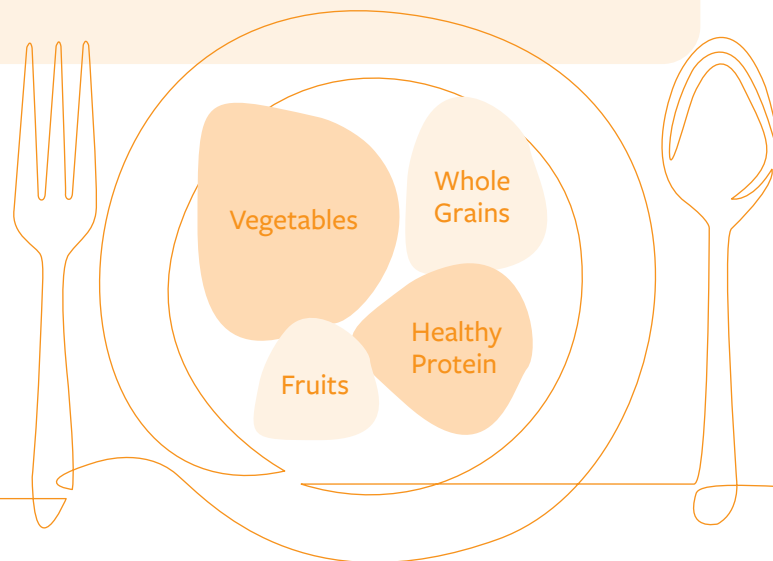 Vegetables
Whole
Grains
Healthy
Protein
Fruits